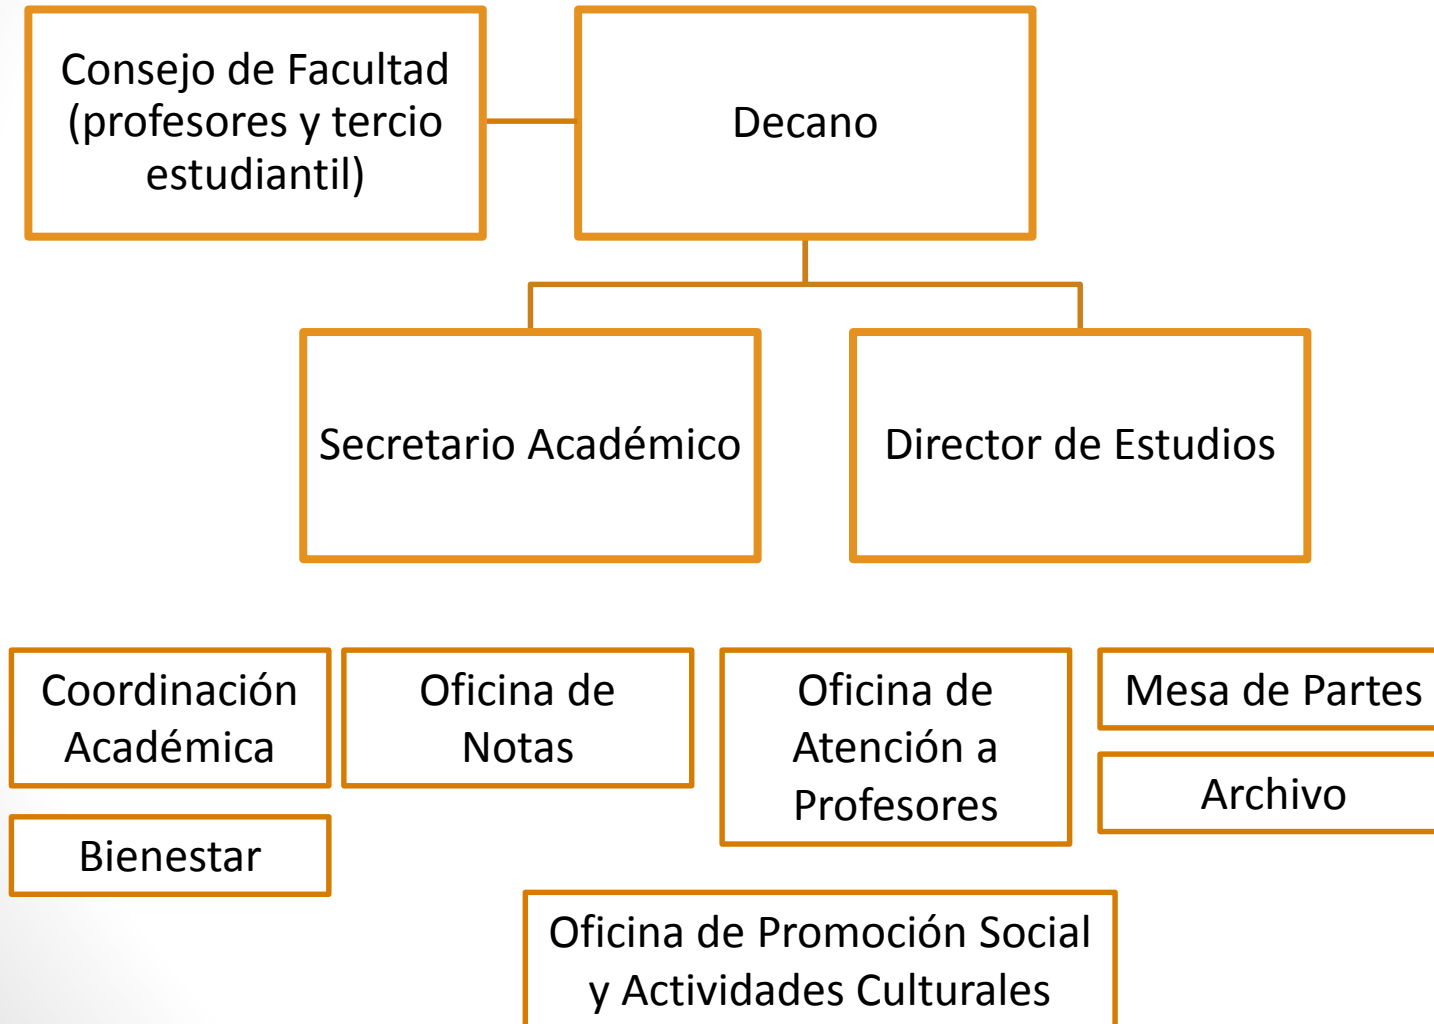 Consejo de Facultad
(profesores y tercio
estudiantil)
Decano
Secretario Académico
Director de Estudios
Coordinación
Académica
Oficina de
Notas
Oficina de
Atención a
Profesores
Mesa de Partes
Archivo
Bienestar
Oficina de Promoción Social
y Actividades Culturales